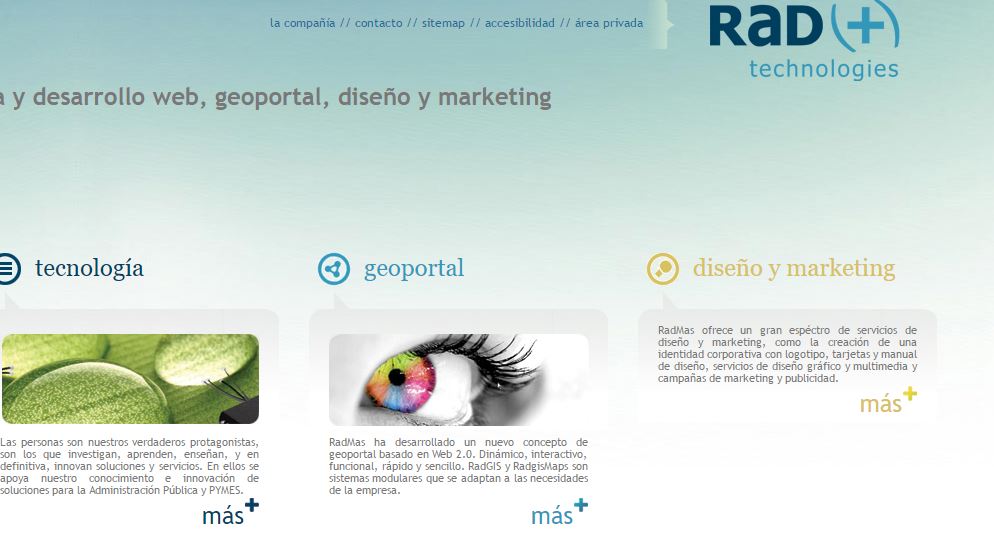 la compañía // contacto // sitemap // accesibilidad // área privada
RaD (+)
technologies
a y desarrollo web, geoportal, diseño y marketing
tecnología
geoportal
diseño y marketing
Las personas son nuestros verdaderos protagonistas,
son los que investigan, aprenden, enseñan, y en
definitiva, innovan soluciones y servicios. En ellos se
apoya nuestro conocimiento e innovación de
soluciones para la Administración Pública y PYMES.
más+
RadMas ha desarrollado un nuevo concepto de
geoportal basado en Web 2.0. Dinámico, interactivo,
funcional, rápido y sencillo. RadGIS y RadgisMaps son
sistemas modulares que se adaptan a las necesidades
de la empresa.
más+
RadMas ofrece un gran espéctro de servicios de
diseño y marketing, como la creación de una
identidad corporativa con logotipo, tarjetas y manual
de diseño, servicios de diseño gráfico y multimedia y
campañas de marketing y publicidad.
más+